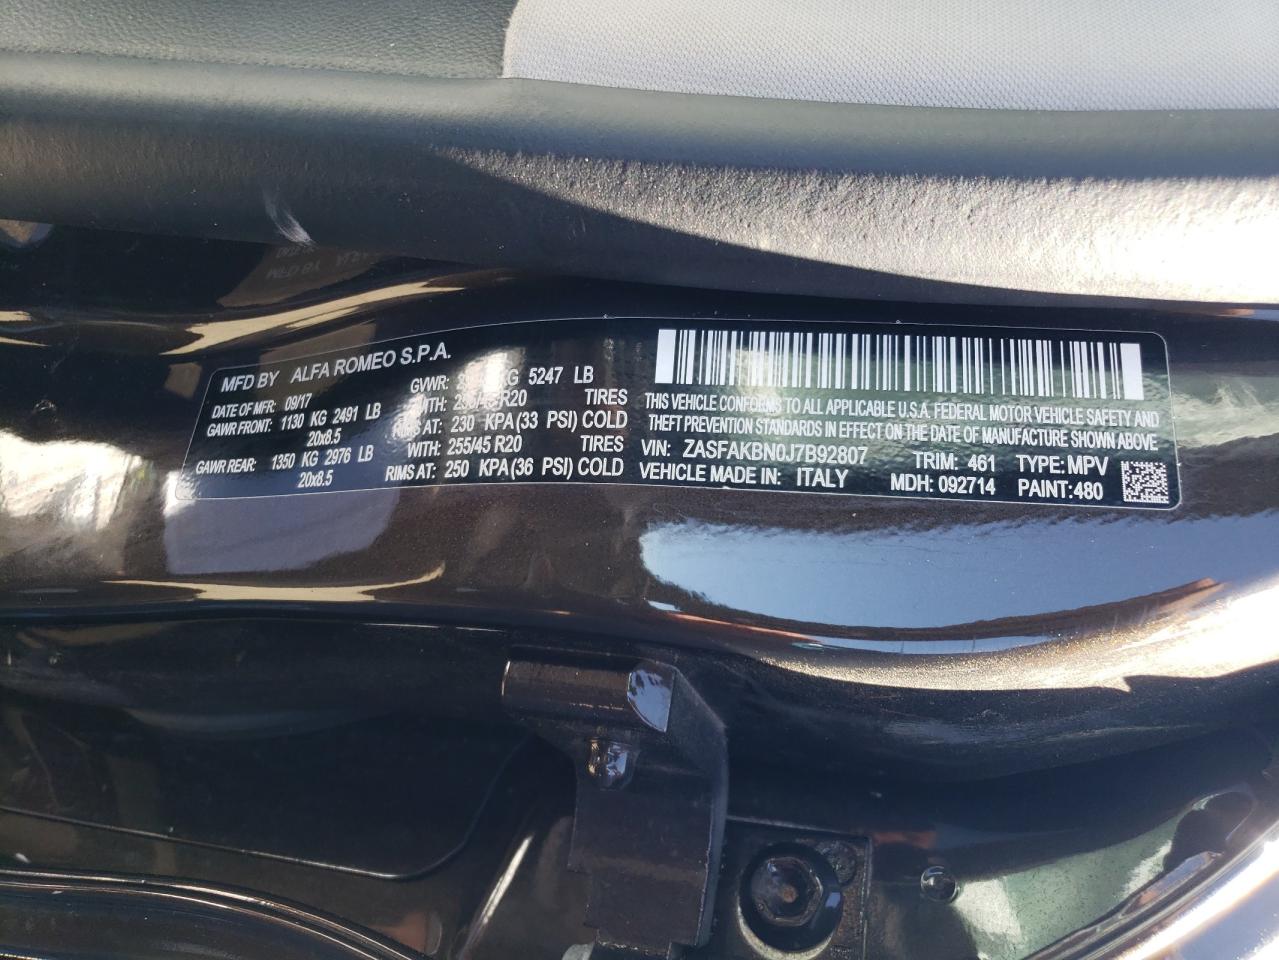 MFD BY ALFA ROMEO S.P.A.
DATE OF MFR: 09/17 GWVR: KG 5247 LB
GAWR FRONT: 1130 KG 2491 LB WITH: R20 TIRES
20x8.5 RIMS AT: 230 KPA(33 PSI) COLD
GAWR REAR: 1350 KG 2976 LB WITH: 255/45 R20 TIRES
20x8.5 RIMS AT: 250 KPA(36 PSI) COLD
THIS VEHICLE CONFORMS TO ALL APPLICABLE U.S.A. FEDERAL MOTOR VEHICLE SAFETY AND
THEFT PREVENTION STANDARDS IN EFFECT ON THE DATE OF MANUFACTURE SHOWN ABOVE
VIN: ZASFAKBN0J7B92807 TRIM: 461 TYPE: MPV
VEHICLE MADE IN: ITALY MDH: 092714 PAINT:480